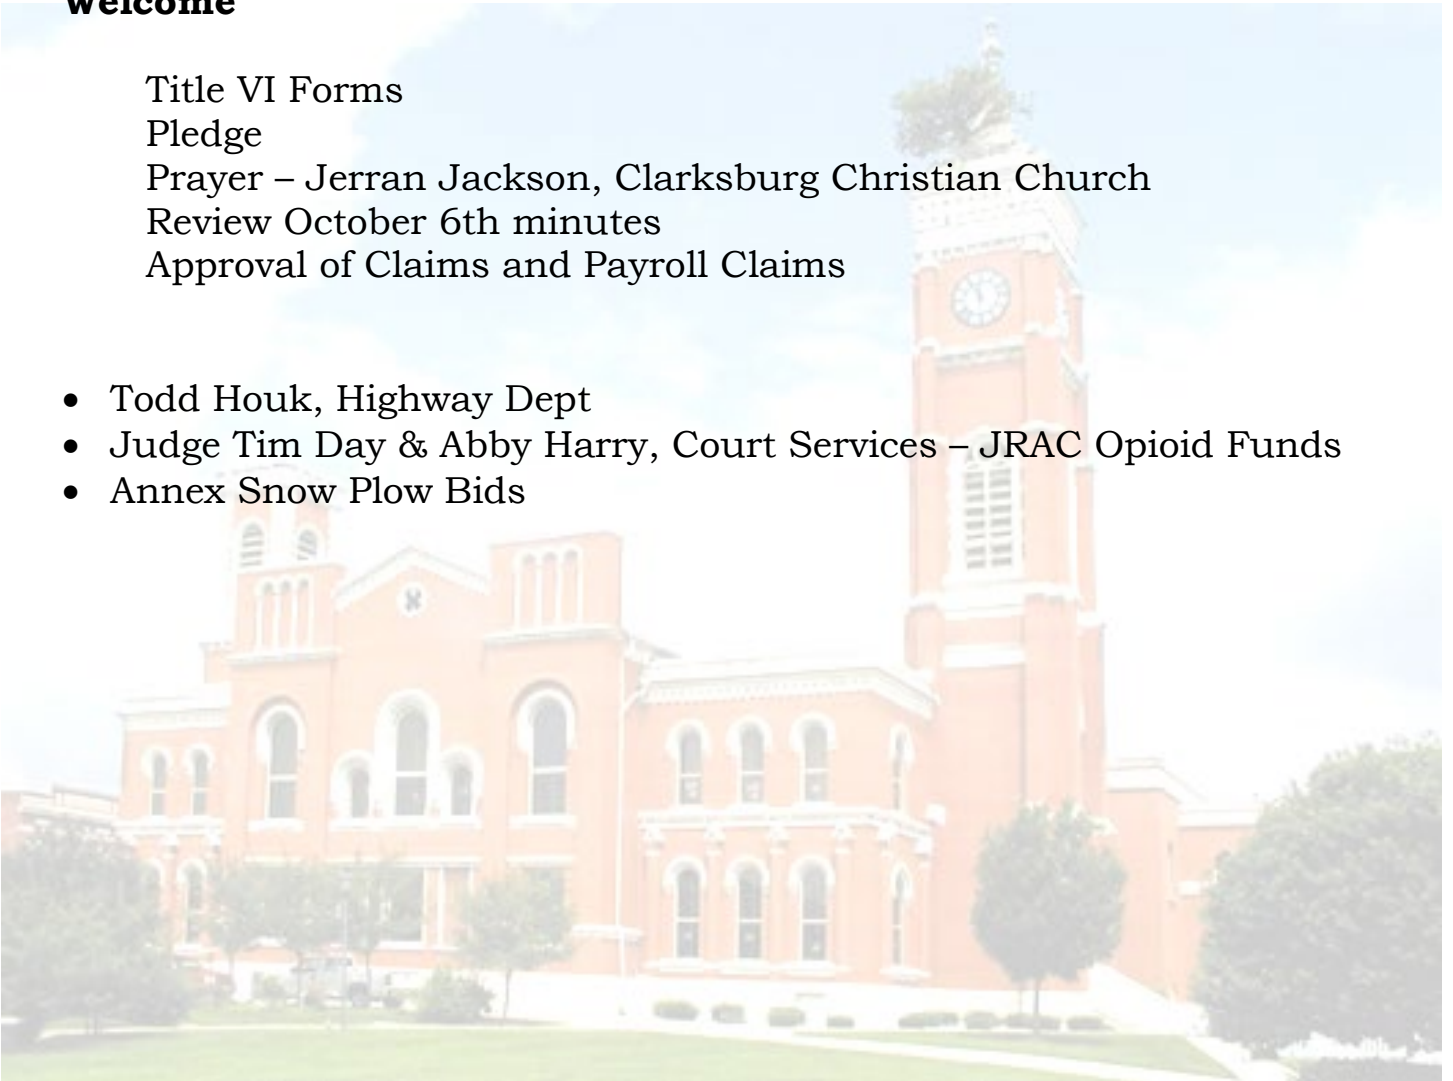 Welcome
Title VI Forms
Pledge
Prayer – Jerran Jackson, Clarksburg Christian Church
Review October 6th minutes
Approval of Claims and Payroll Claims
• Todd Houk, Highway Dept
• Judge Tim Day & Abby Harry, Court Services – JRAC Opioid Funds
• Annex Snow Plow Bids